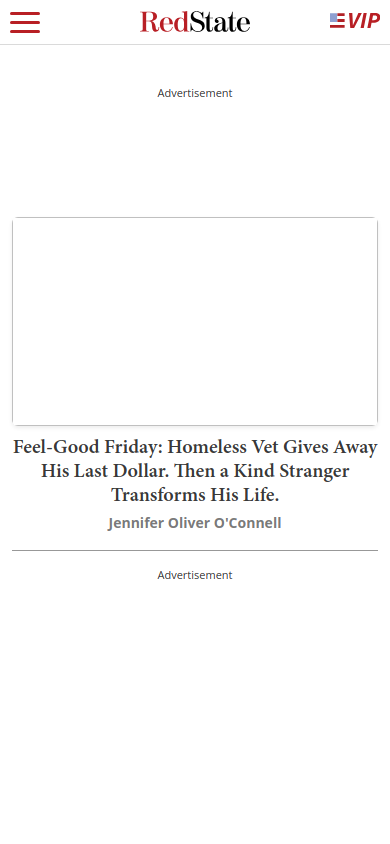 RedState
VIP
Advertisement
Feel-Good Friday: Homeless Vet Gives Away
His Last Dollar. Then a Kind Stranger
Transforms His Life.
Jennifer Oliver O'Connell
Advertisement